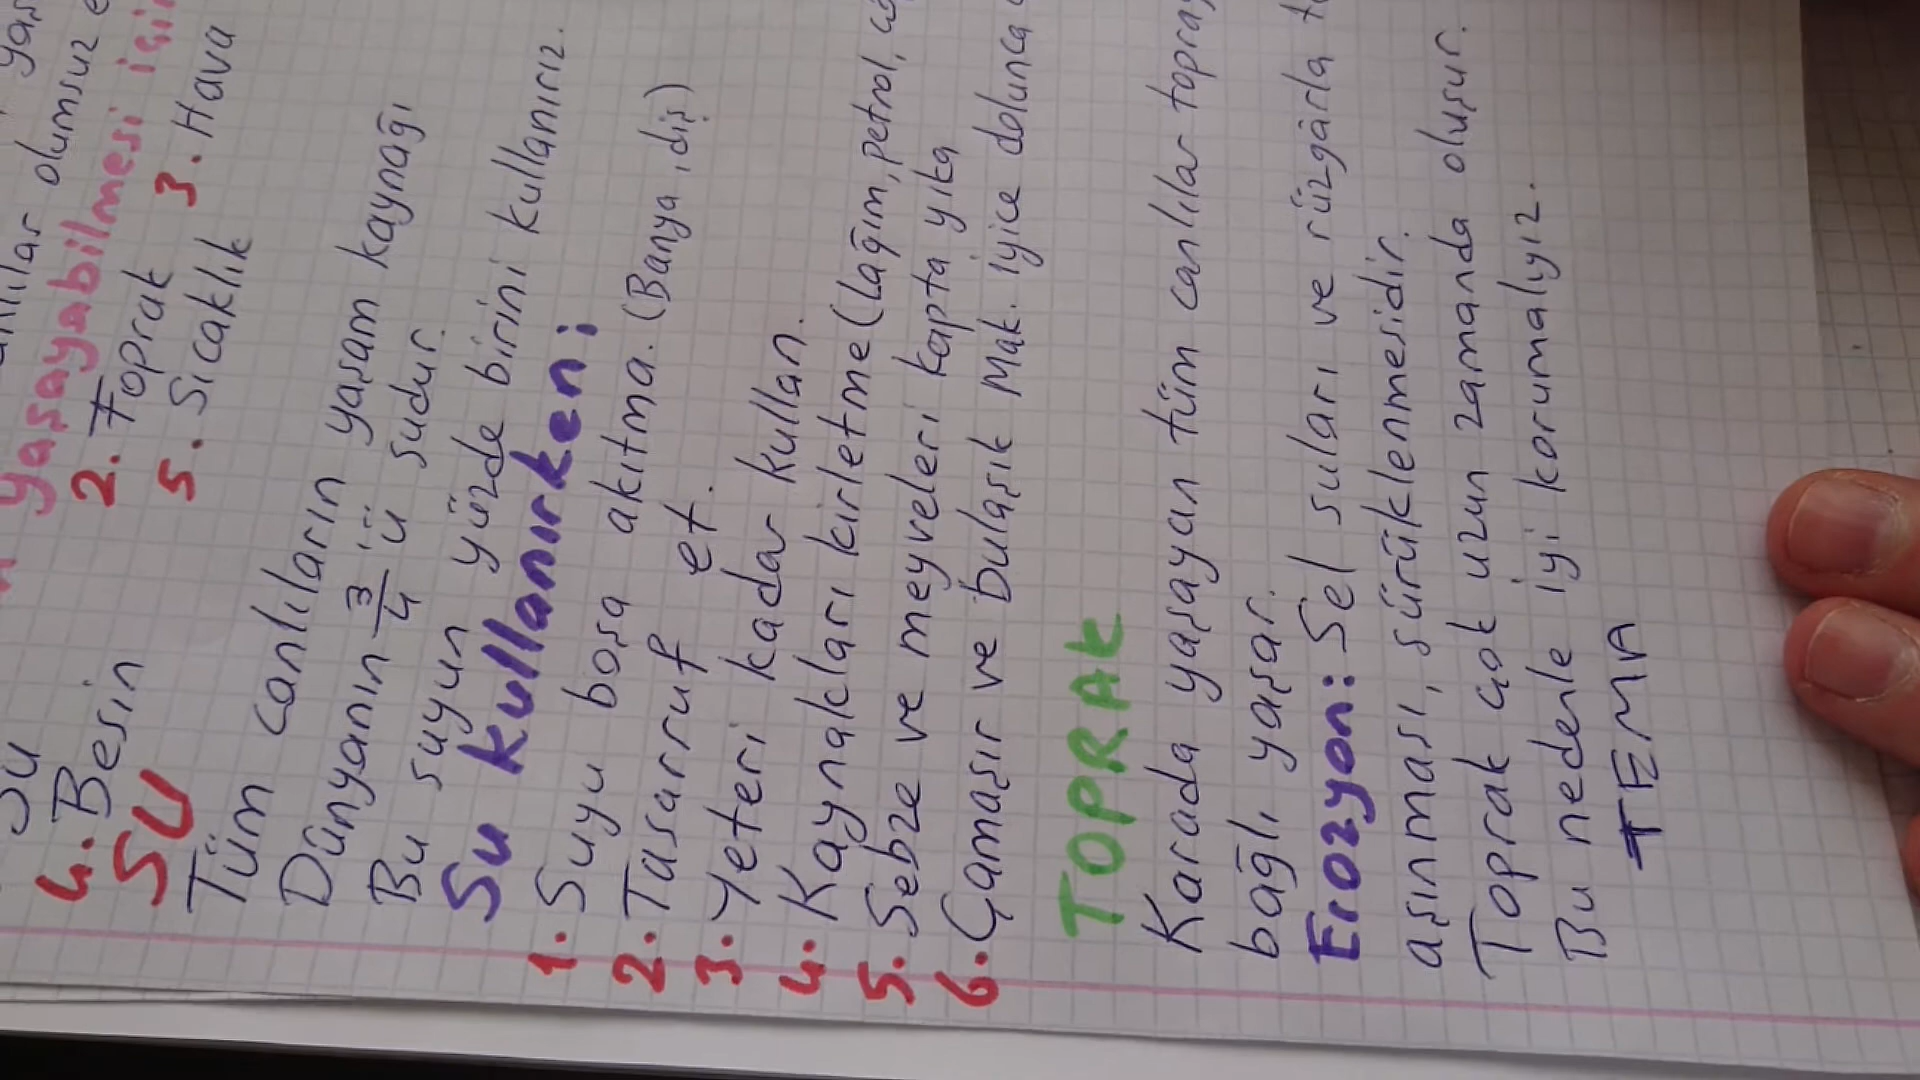 olumsuz
yaşayabilmesi için
Su 2. Toprak 3. Hava
4. Besin 5. Sıcaklık
SU
Tüm canlıların yaşam kaynağı
Dünyanın 3/4 'ü sudur.
Bu suyun yüzde birini kullanırız.
Su kullanırken:
1. Suyu boşa akıtma. (Banya, diş)
2. Tasarruf et.
3. Yeteri kadar kullan.
4. Kaynakları kirletme (Lağım, petrol,
5. Sebze ve meyveleri kapta yıka
6. Çamaşır ve bulaşık Mak. iyice dolunca
TOPRAK
Karada yaşayan tüm canlılar
bağlı yaşar.
Erozyon: Sel suları ve rüzgârla
aşınması, sürüklenmesidir.
Toprak çok uzun zamanda oluşur.
Bu nedenle iyi korumalıyız.
TEMA